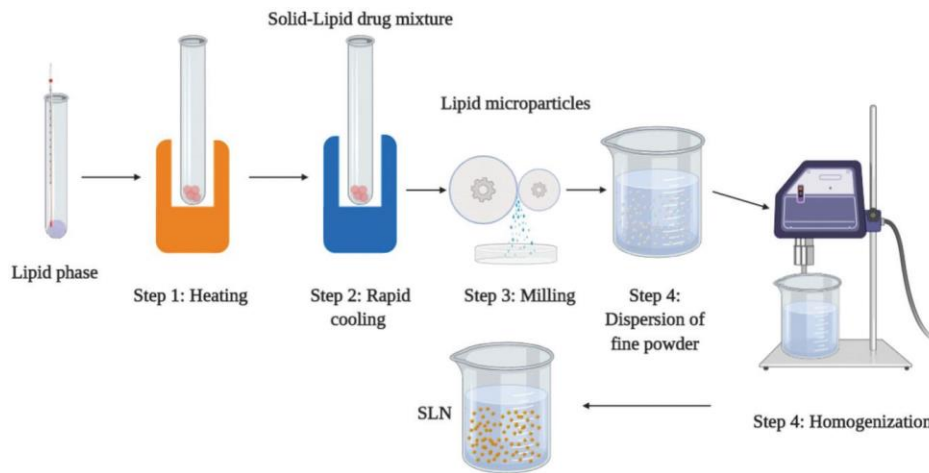 Solid-Lipid drug mixture
Lipid microparticles
Lipid phase
Step 1: Heating
Step 2: Rapid
cooling
Step 3: Milling
Step 4:
Dispersion of
fine powder
Step 4: Homogenization
SLN